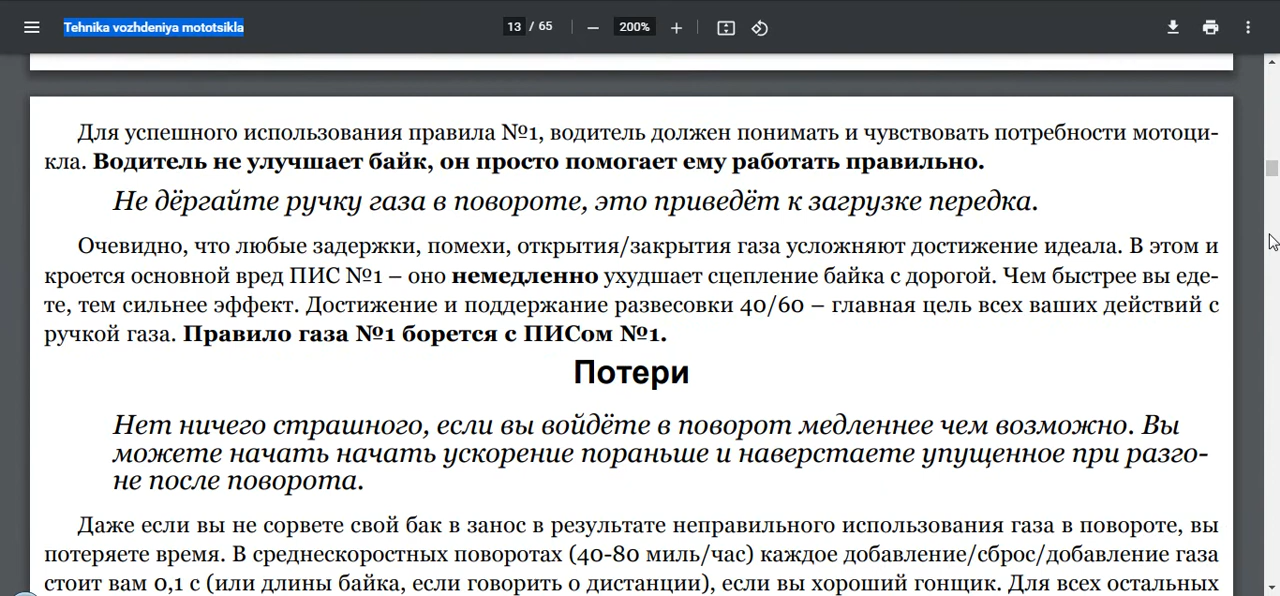 Tehnika vozhdeniya mototsikla
13 / 65
200%
Для успешного использования правила №1, водитель должен понимать и чувствовать потребности мотоци-
кла. Водитель не улучшает байк, он просто помогает ему работать правильно.
Не дёргайте ручку газа в повороте, это приведёт к загрузке передка.
Очевидно, что любые задержки, помехи, открытия/закрытия газа усложняют достижение идеала. В этом и
кроется основной вред ПИС №1 – оно немедленно ухудшает сцепление байка с дорогой. Чем быстрее вы еде-
те, тем сильнее эффект. Достижение и поддержание развесовки 40/60 – главная цель всех ваших действий с
ручкой газа. Правило газа №1 борется с ПИСом №1.
Потери
Нет ничего страшного, если вы войдёте в поворот медленнее чем возможно. Вы
можете начать начать ускорение пораньше и наверстаете упущенное при разго-
не после поворота.
Даже если вы не сорвете свой бак в занос в результате неправильного использования газа в повороте, вы
потеряете время. В среднескоростных поворотах (40-80 миль/час) каждое добавление/сброс/добавление газа
стоит вам 0,1 с (или длины байка, если говорить о дистанции), если вы хороший гонщик. Для всех остальных